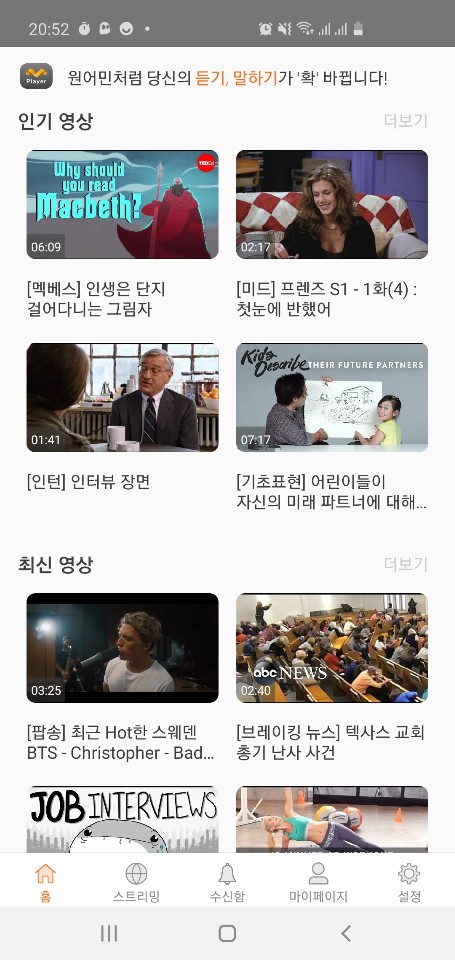 20:52
Player
원어민처럼 당신의 듣기, 말하기가 '확' 바뀝니다!
인기 영상
더보기
Why should
you read
Macbeth?
TEDEd
06:09
02:17
[멕베스] 인생은 단지
걸어다니는 그림자
[미드] 프렌즈 S1 - 1화(4) :
첫눈에 반했어
01:41
Kids
Describe THEIR FUTURE PARTNERS
07:17
[인턴] 인터뷰 장면
[기초표현] 어린이들이
자신의 미래 파트너에 대해...
최신 영상
더보기
03:25
abc NEWS
02:40
[팝송] 최근 Hot한 스웨덴
BTS - Christopher - Bad...
[브레이킹 뉴스] 텍사스 교회
총기 난사 사건
JOB INTERVIEWS
홈
스트리밍
수신함
마이페이지
설정